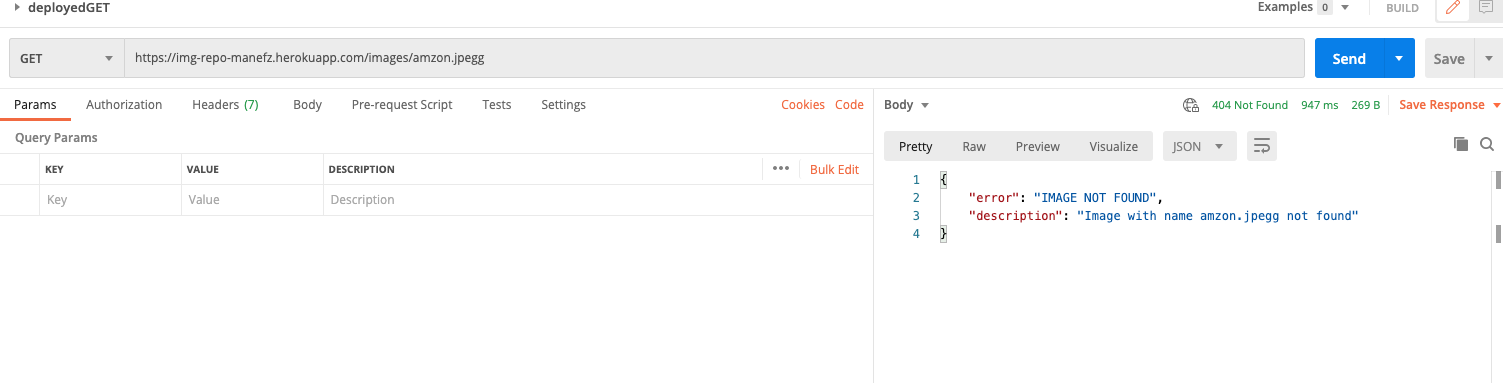 deployedGET
Examples 0
BUILD
GET
https://img-repo-manefz.herokuapp.com/images/amzon.jpegg
Send
Save
Params Authorization Headers (7) Body Pre-request Script Tests Settings Cookies Code
Query Params
KEY VALUE DESCRIPTION ••• Bulk Edit
Key Value Description
Body 404 Not Found 947 ms 269 B Save Response
Pretty Raw Preview Visualize JSON
1 {
2 "error": "IMAGE NOT FOUND",
3 "description": "Image with name amzon.jpegg not found"
4 }